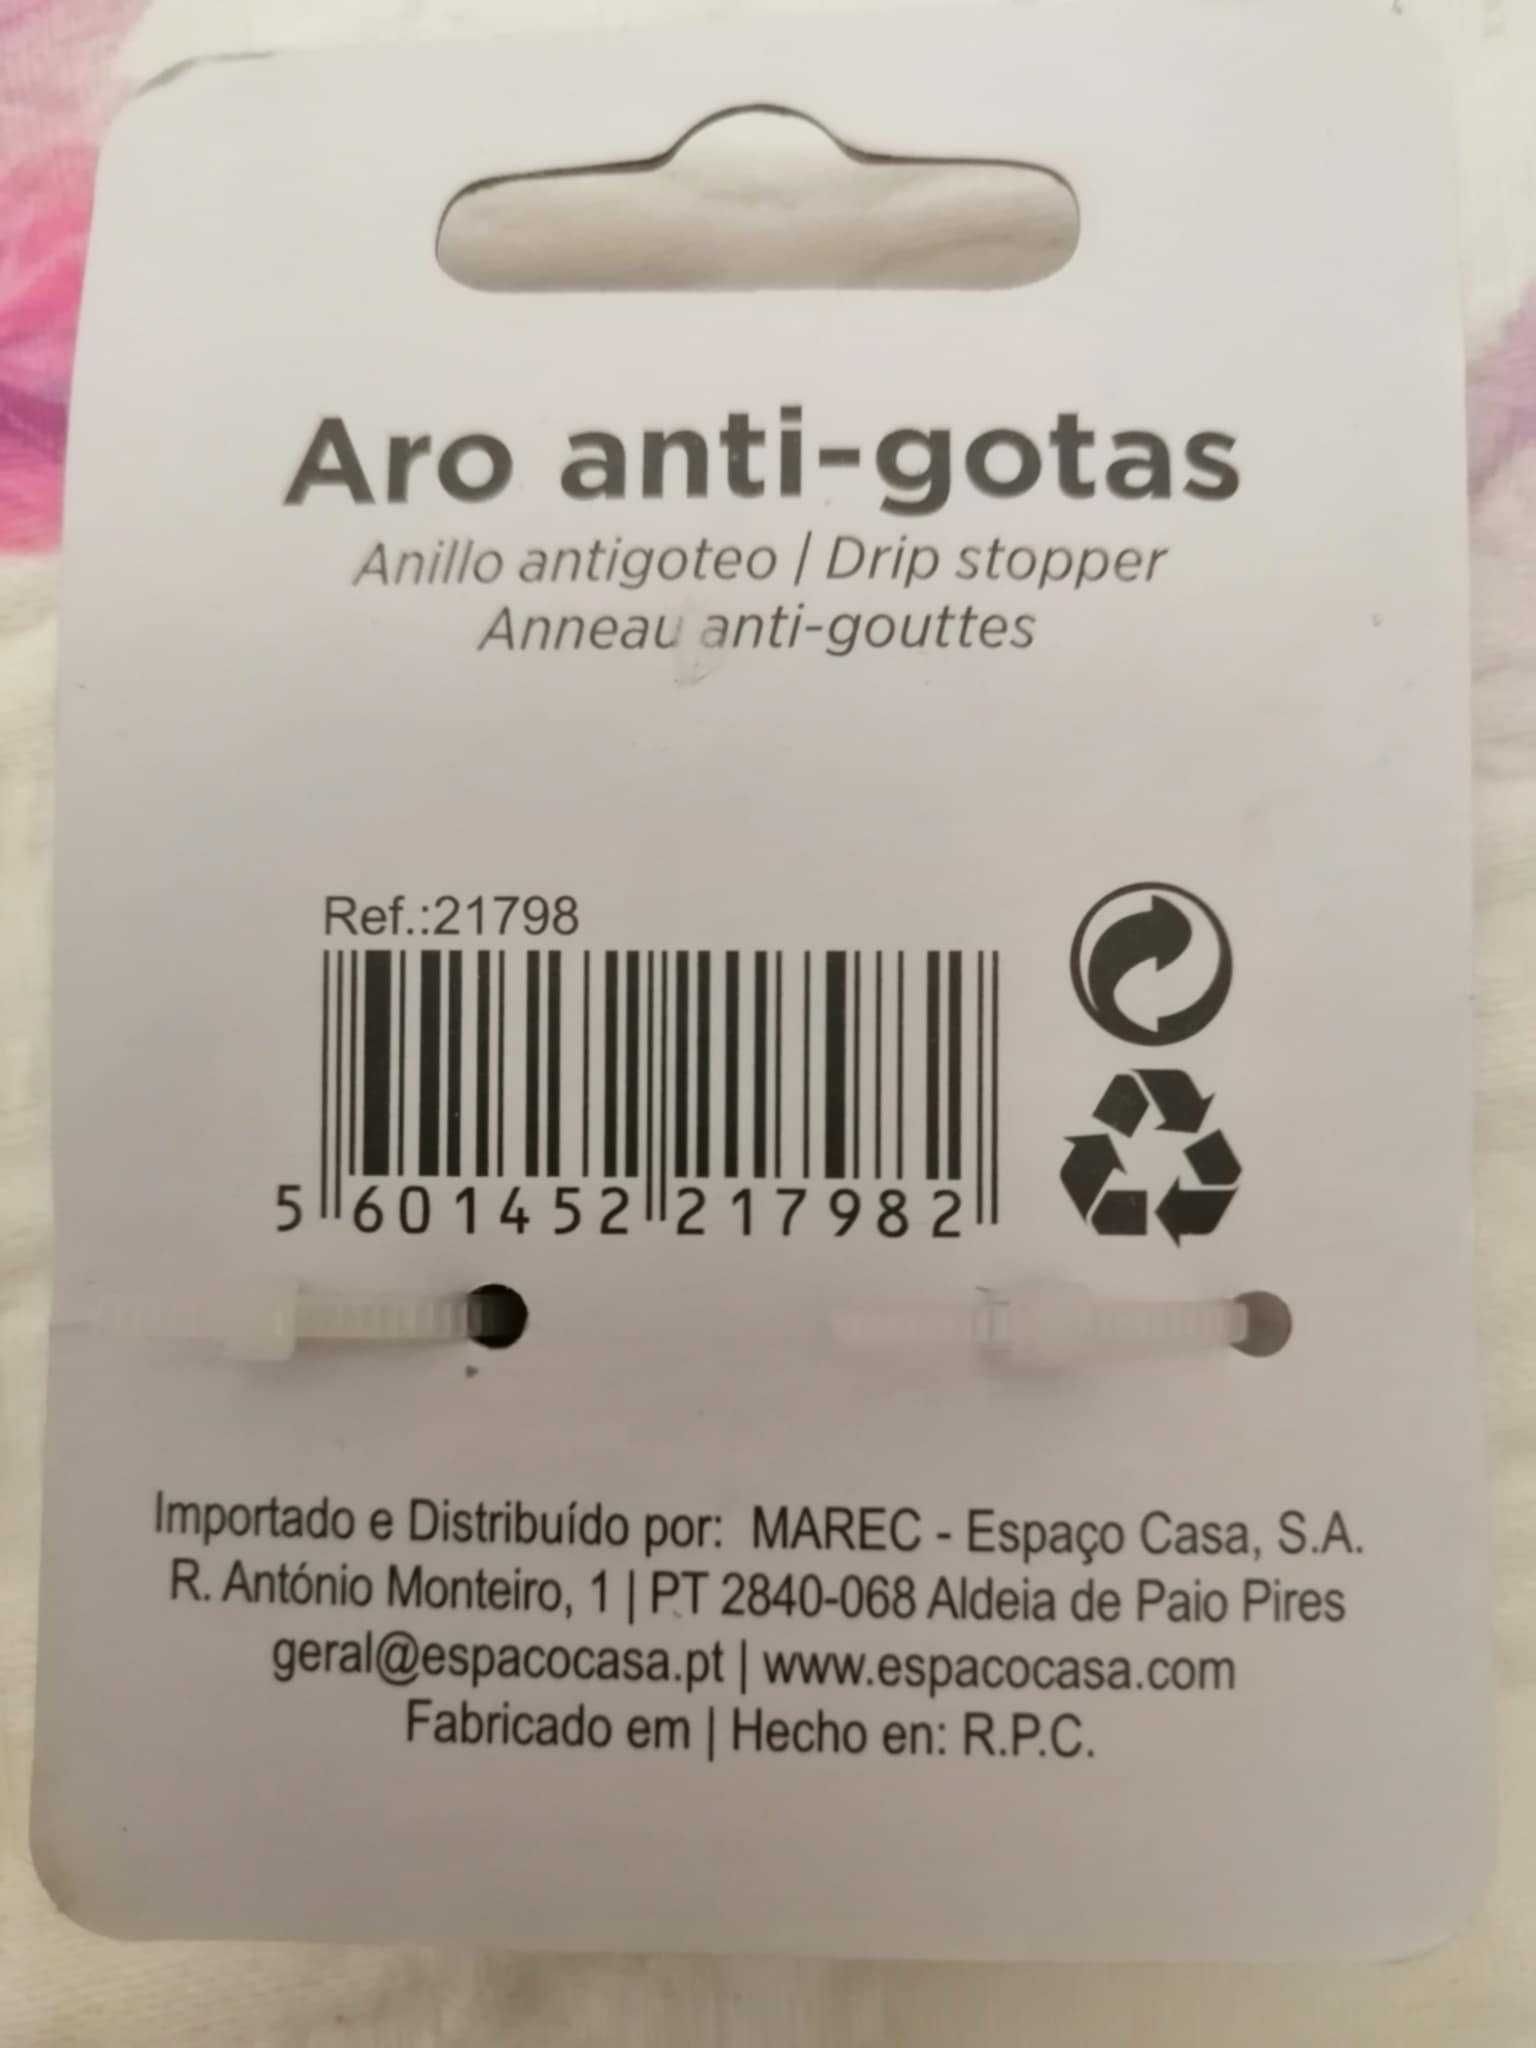 Aro anti-gotas
Anillo antigoteo / Drip stopper
Anneau anti-gouttes
Ref.:21798
5 601452 217982
Importado e Distribuído por: MAREC - Espaço Casa, S.A.
R. António Monteiro, 1 | PT 2840-068 Aldeia de Paio Pires
geral@espacocasa.pt | www.espacocasa.com
Fabricado em | Hecho en: R.P.C.